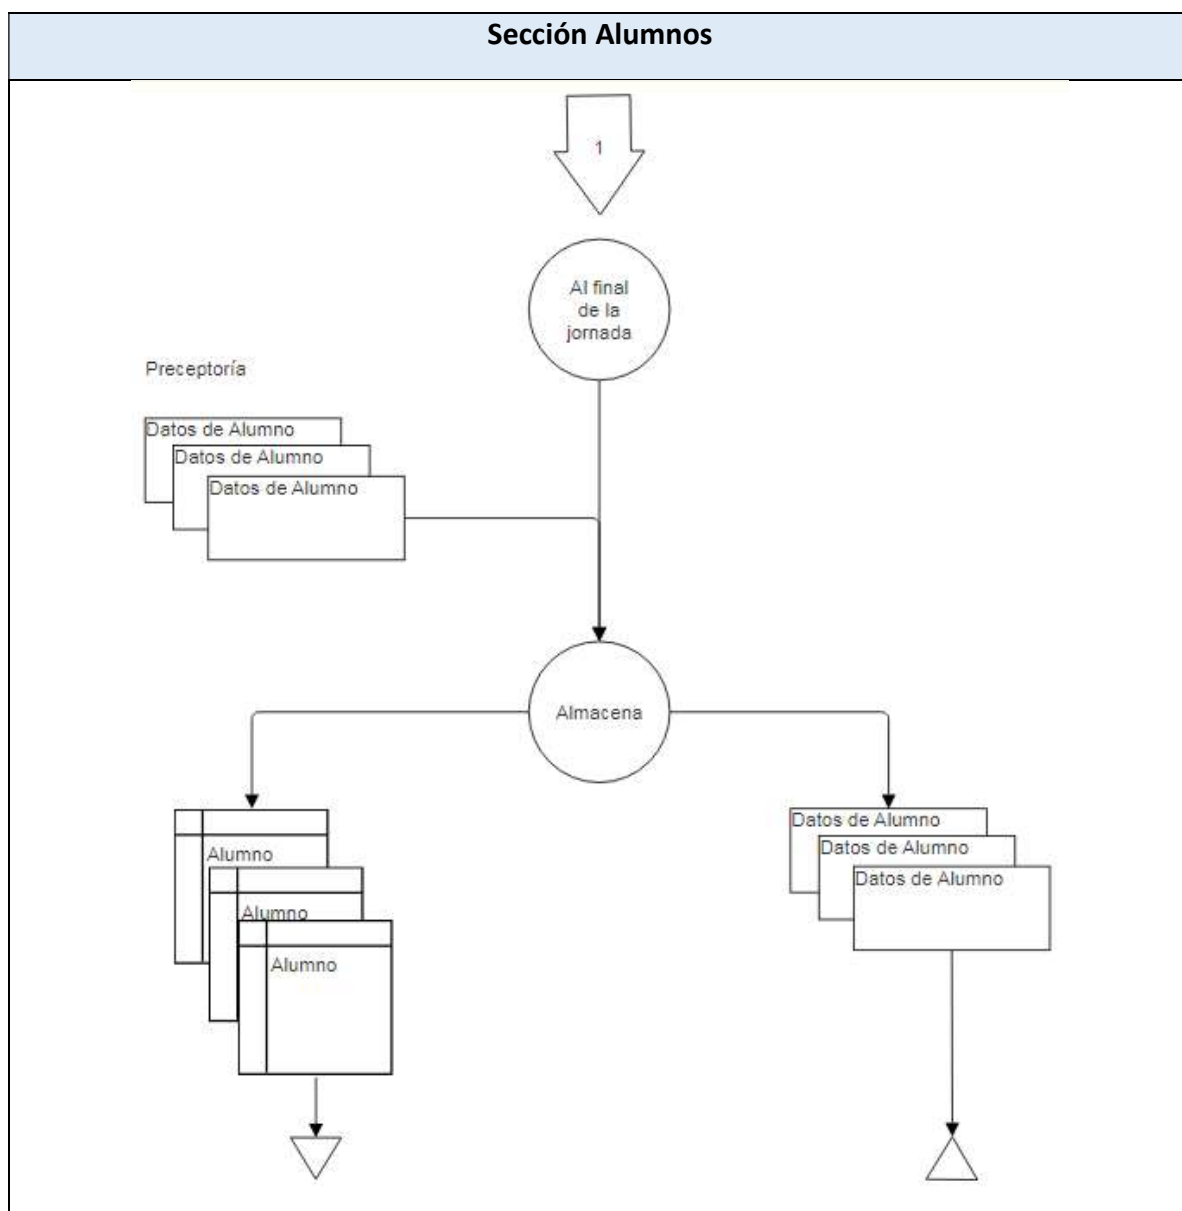 Sección Alumnos
1
Al final
de la
jornada
Preceptoría
Datos de Alumno
Datos de Alumno
Datos de Alumno
Almacena
Alumno
Alumno
Alumno
Datos de Alumno
Datos de Alumno
Datos de Alumno